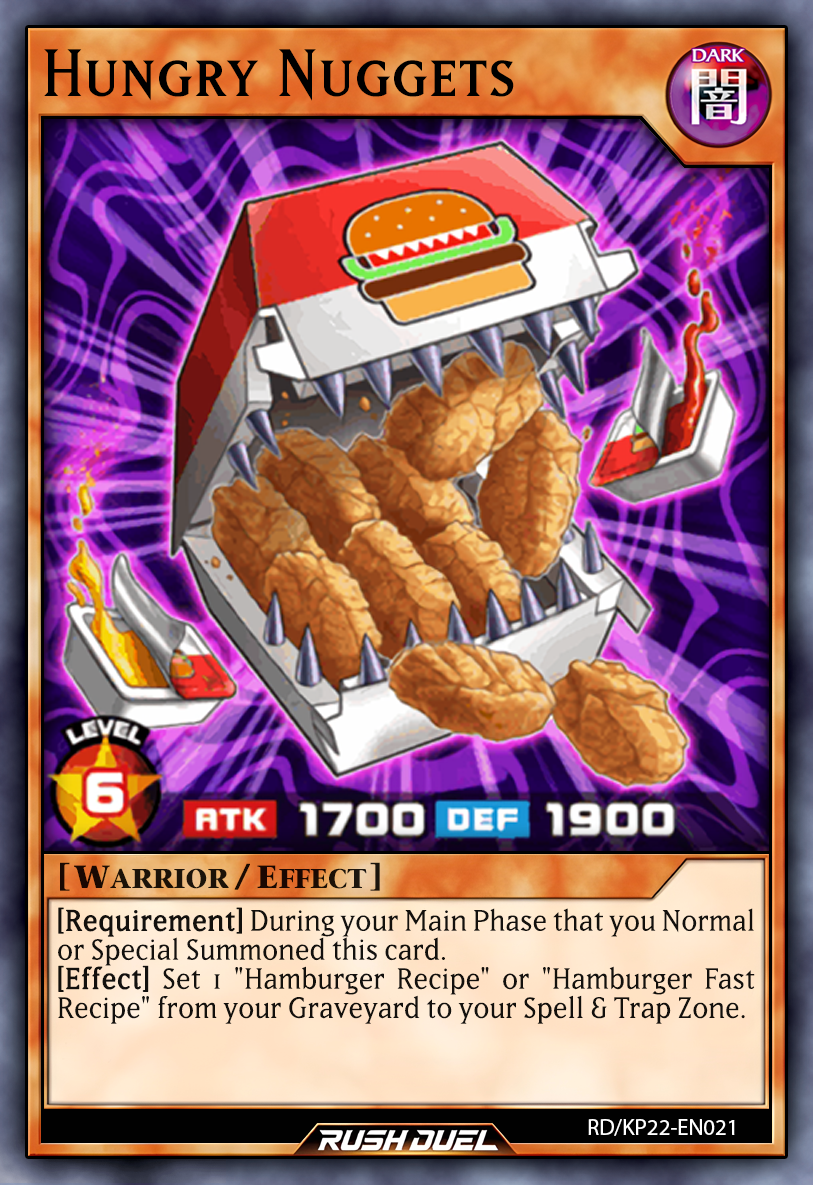 Hungry Nuggets
DARK
闇
LEVEL
6
ATK 1700 DEF 1900
[Warrior / Effect]
[Requirement] During your Main Phase that you Normal
or Special Summoned this card.
[Effect] Set 1 "Hamburger Recipe" or "Hamburger Fast
Recipe" from your Graveyard to your Spell & Trap Zone.
RD/KP22-EN021
RUSH DUEL